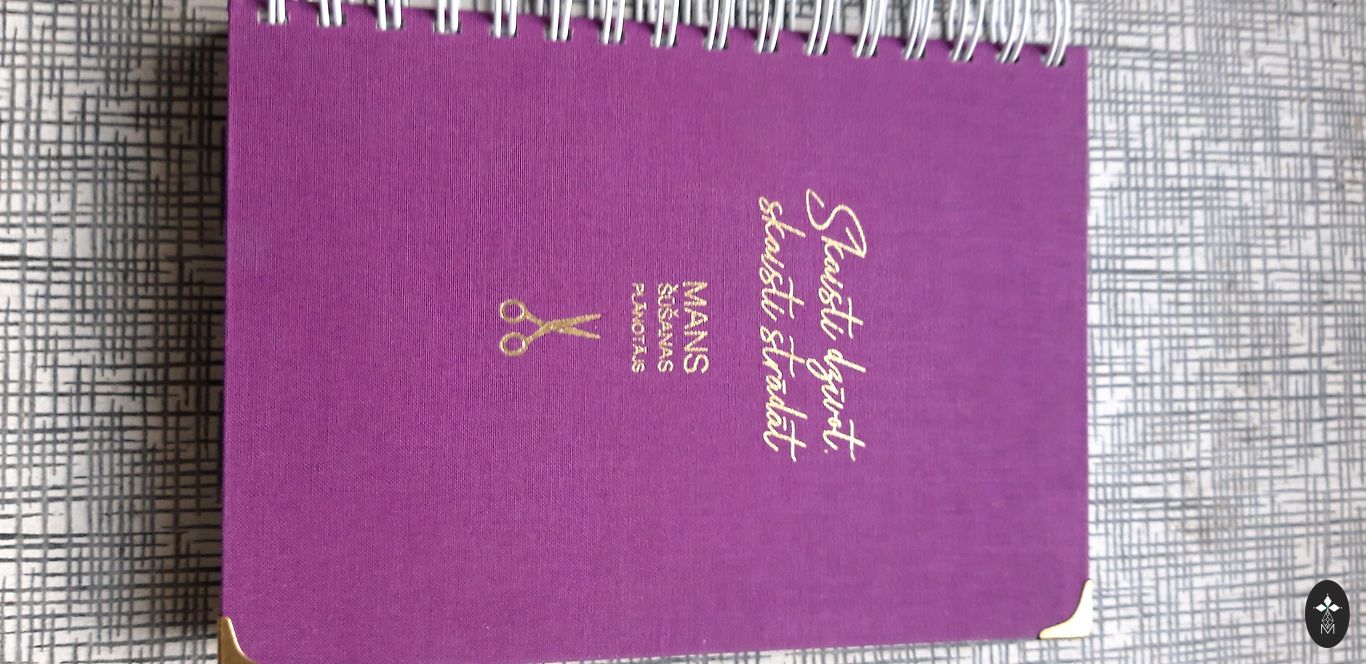 Skaisti dzīvot.
skaisti strādāt
MANS
ŠŪŠANAS
PLĀNOTĀJS
M